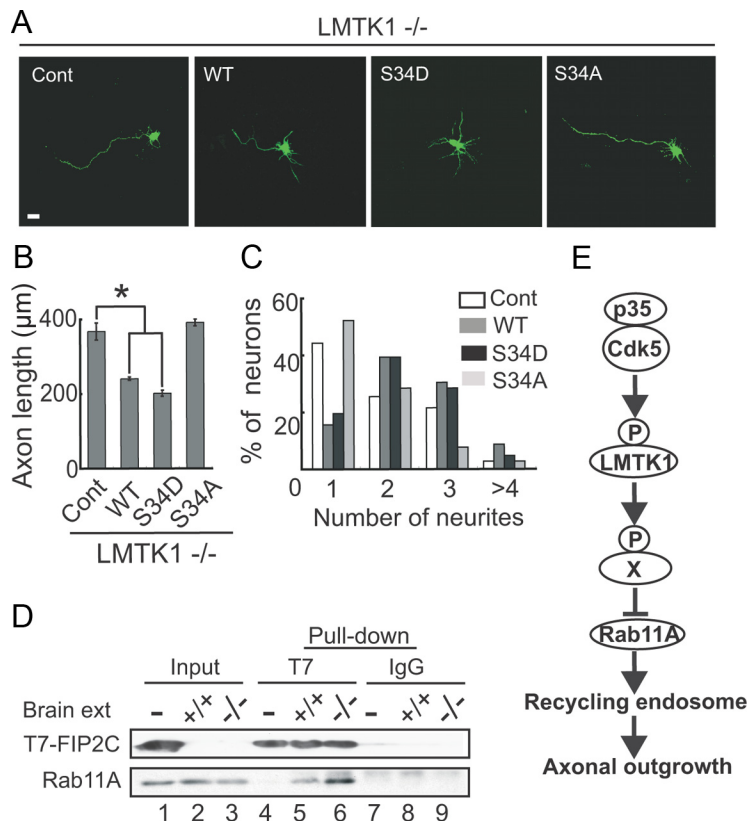 A
LMTK1 -/-
Cont
WT
S34D
S34A
B
Axon length (µm)
400
200
0
*
Cont
WT
S34D
S34A
LMTK1 -/-
C
% of neurons
60
40
20
0
1
2
3
>4
Number of neurites
Cont
WT
S34D
S34A
D
Pull-down
Input
T7
IgG
Brain ext
- +/+ -/- - +/+ -/- - +/+ -/-
T7-FIP2C
Rab11A
1 2 3 4 5 6 7 8 9
E
p35
Cdk5
P
LMTK1
P
X
Rab11A
Recycling endosome
Axonal outgrowth